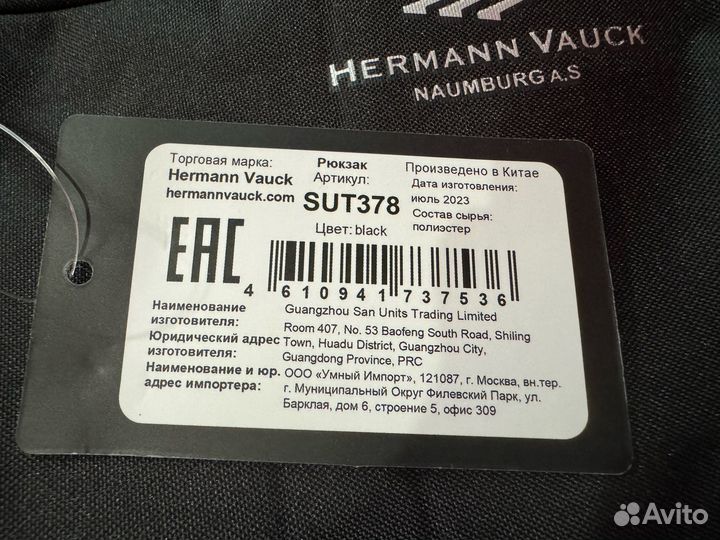 HERMANN VAUCK
NAUMBURG A.S
Торговая марка:
Hermann Vauck
hermannvauck.com
Рюкзак
Артикул:
SUT378
Цвет: black
Произведено в Китае
Дата изготовления:
июль 2023
Состав сырья:
полиэстер
EAC
4 610941 737536
Наименование
изготовителя:
Guangzhou San Units Trading Limited
Юридический адрес
изготовителя:
Room 407, No. 53 Baofeng South Road, Shiling
Town, Huadu District, Guangzhou City,
Guangdong Province, PRC
Наименование и юр.
адрес импортера:
ООО «Умный Импорт», 121087, г. Москва, вн.тер.
г. Муниципальный Округ Филевский Парк, ул.
Барклая, дом 6, строение 5, офис 309
Avito